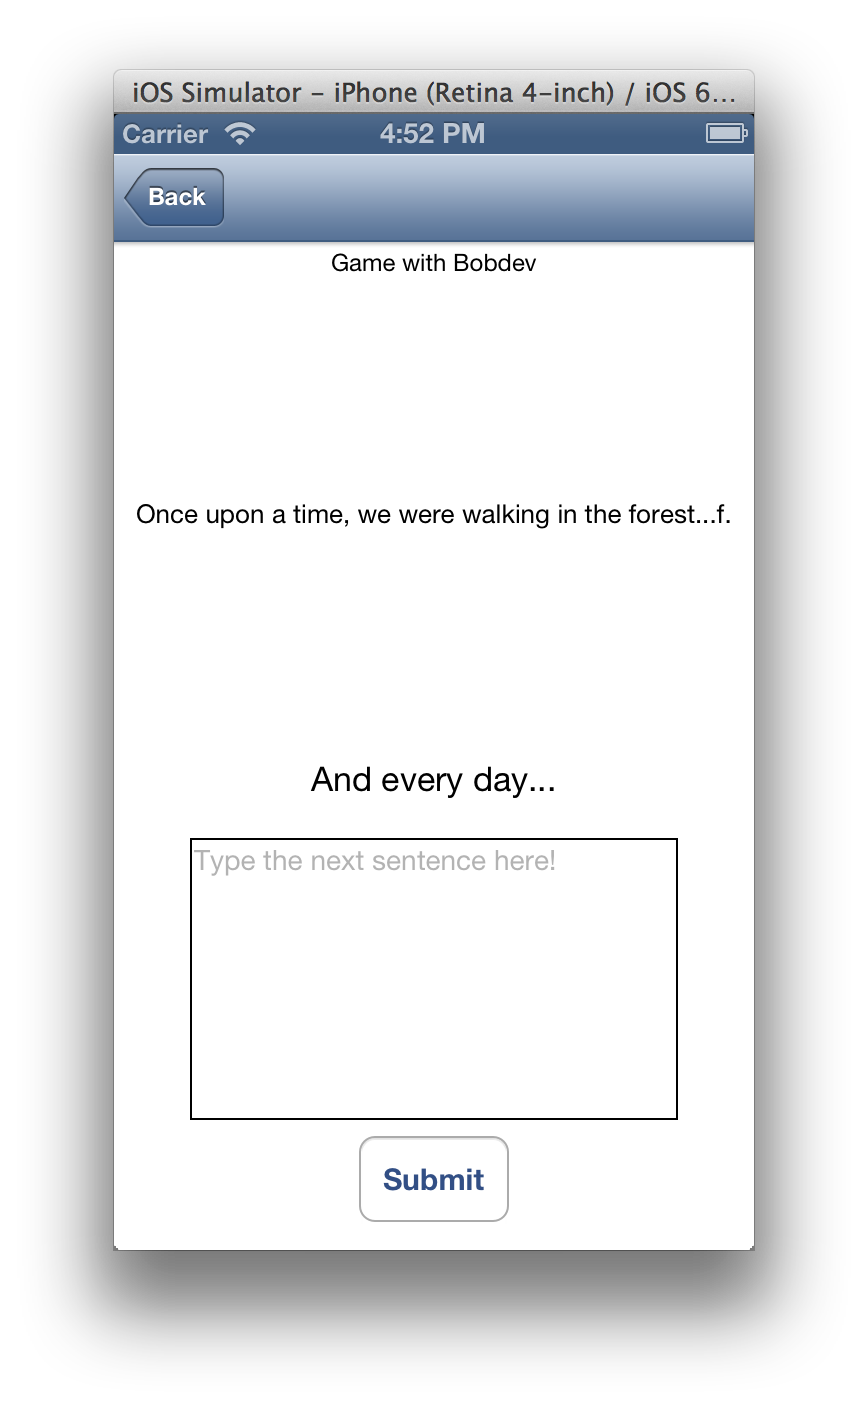 iOS Simulator – iPhone (Retina 4-inch) / iOS 6...
Carrier 4:52 PM
Back
Game with Bobdev
Once upon a time, we were walking in the forest...f.
And every day...
Type the next sentence here!
Submit